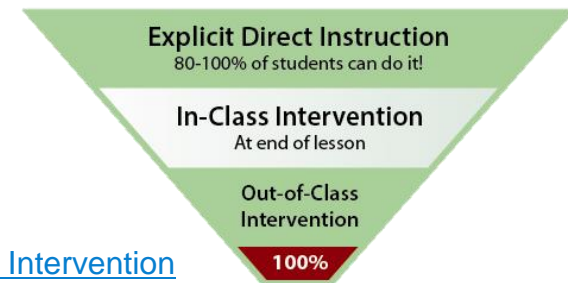 Explicit Direct Instruction
80-100% of students can do it!
In-Class Intervention
At end of lesson
Out-of-Class
Intervention
Intervention
100%